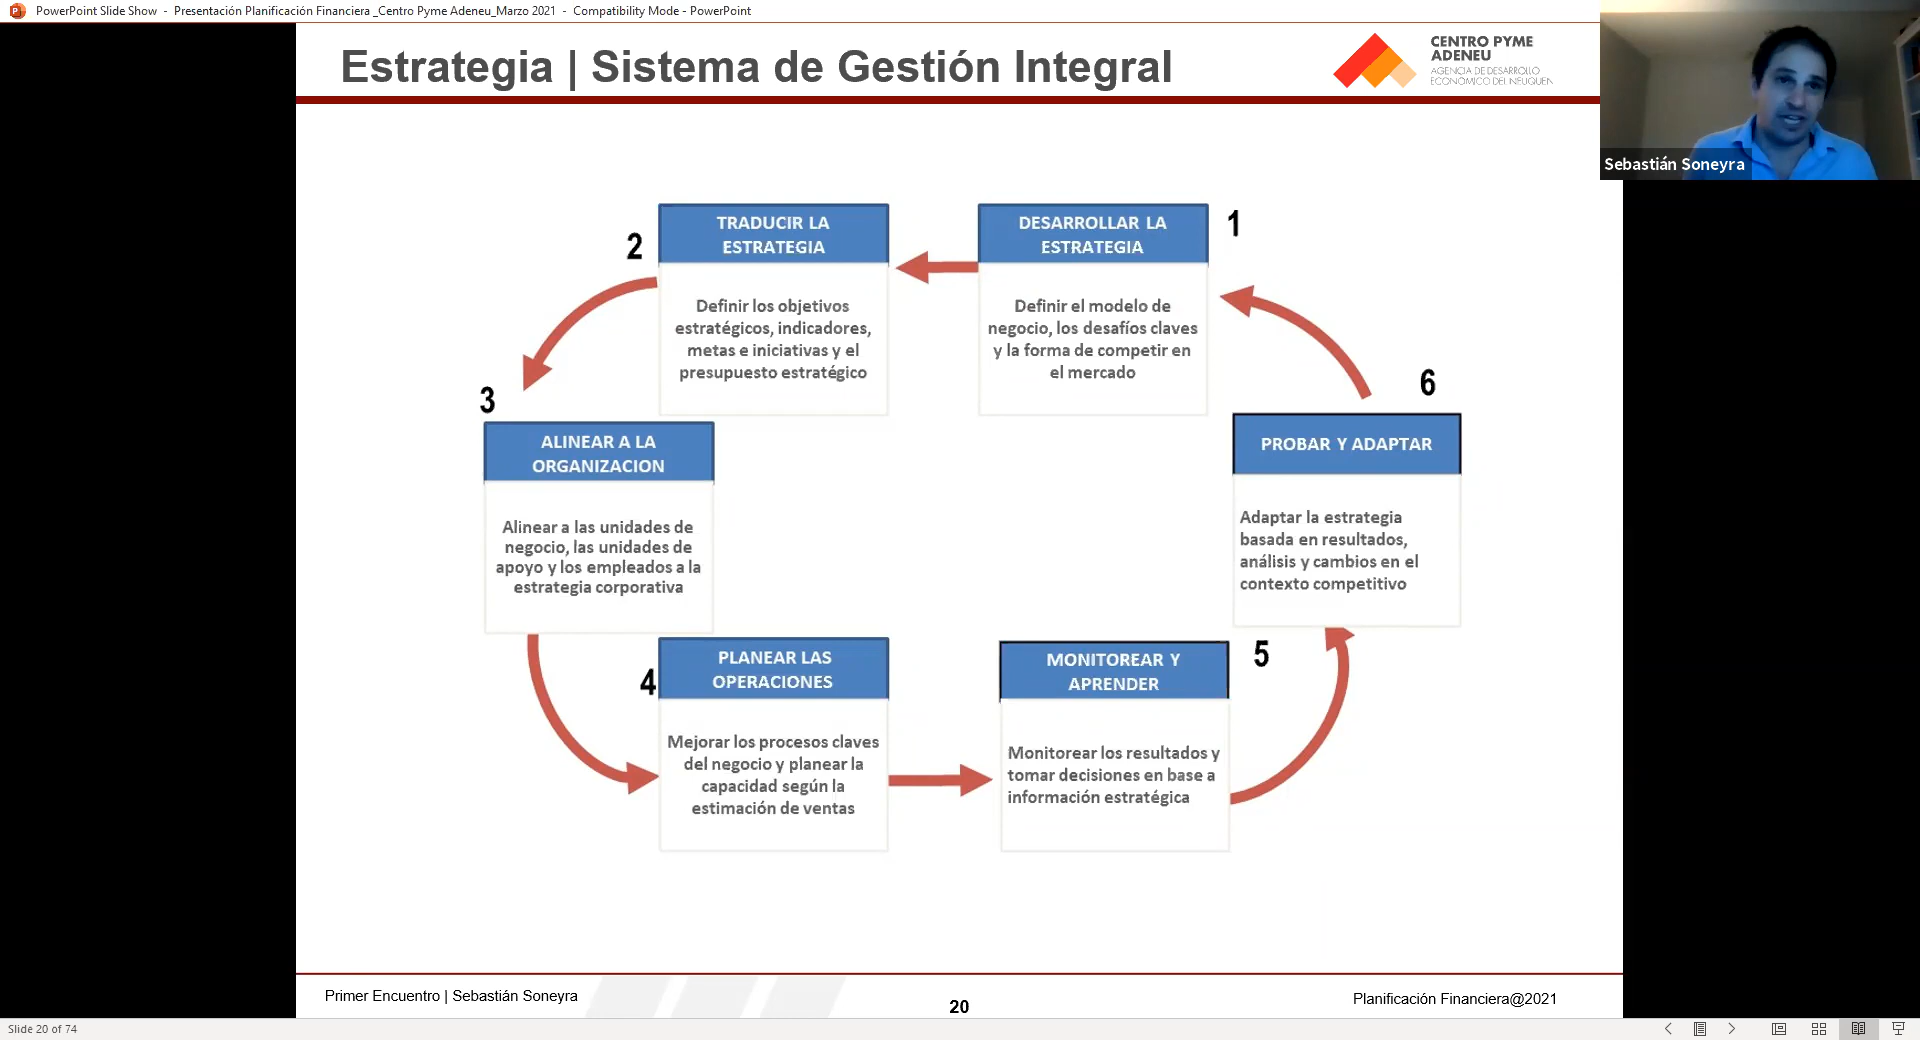 PowerPoint Slide Show - Presentación Planificación Financiera _Centro Pyme Adeneu_Marzo 2021 - Compatibility Mode - PowerPoint
Estrategia | Sistema de Gestión Integral
CENTRO PYME
ADENEU
AGENCIA DE DESARROLLO
ECONOMICO DEL NEUQUEN
Sebastián Soneyra
1
DESARROLLAR LA
ESTRATEGIA
Definir el modelo de
negocio, los desafíos claves
y la forma de competir en
el mercado
2
TRADUCIR LA
ESTRATEGIA
Definir los objetivos
estratégicos, indicadores,
metas e iniciativas y el
presupuesto estratégico
3
ALINEAR A LA
ORGANIZACION
Alinear a las unidades de
negocio, las unidades de
apoyo y los empleados a la
estrategia corporativa
4
PLANEAR LAS
OPERACIONES
Mejorar los procesos claves
del negocio y planear la
capacidad según la
estimación de ventas
5
MONITOREAR Y
APRENDER
Monitorear los resultados y
tomar decisiones en base a
información estratégica
6
PROBAR Y ADAPTAR
Adaptar la estrategia
basada en resultados,
análisis y cambios en el
contexto competitivo
Primer Encuentro | Sebastián Soneyra
20
Planificación Financiera@2021
Slide 20 of 74